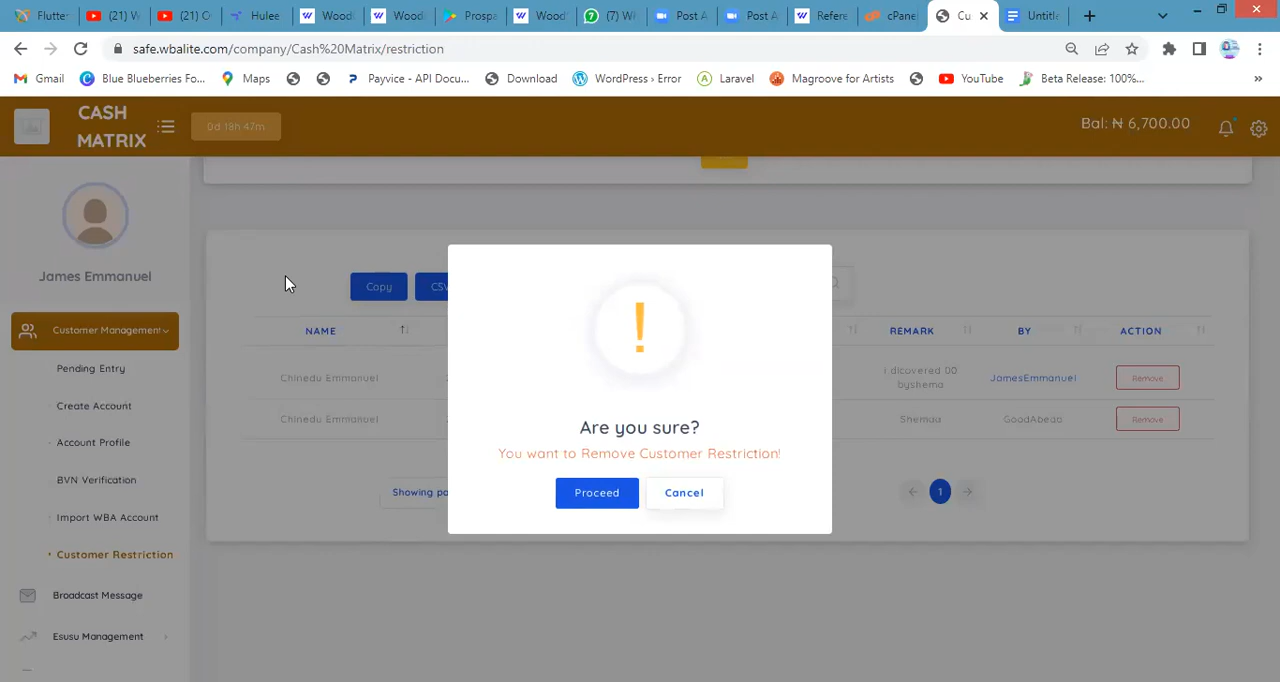 Flutter
(21) W
(21) C
Hulee
Woodl
Wood
Prospa
Wood
(7) W
Post A
Post A
Refere
cPane
Cu
Untitle
safe.wbalite.com/company/Cash%20Matrix/restriction
Gmail
Blue Blueberries Fo...
Maps
Payvice - API Docu...
Download
WordPress › Error
Laravel
Magroove for Artists
YouTube
Beta Release: 100%...
CASH
MATRIX
0d 18h 47m
Bal: ₦ 6,700.00
James Emmanuel
Customer Management
Pending Entry
Create Account
Account Profile
BVN Verification
Import WBA Account
Customer Restriction
Broadcast Message
Esusu Management
Copy
CSV
NAME
REMARK
BY
ACTION
Chinedu Emmanuel
i dicovered 00
byshema
JamesEmmanuel
Remove
Chinedu Emmanuel
Shemaa
GoodAbeao
Remove
Showing pa
1
!
Are you sure?
You want to Remove Customer Restriction!
Proceed
Cancel